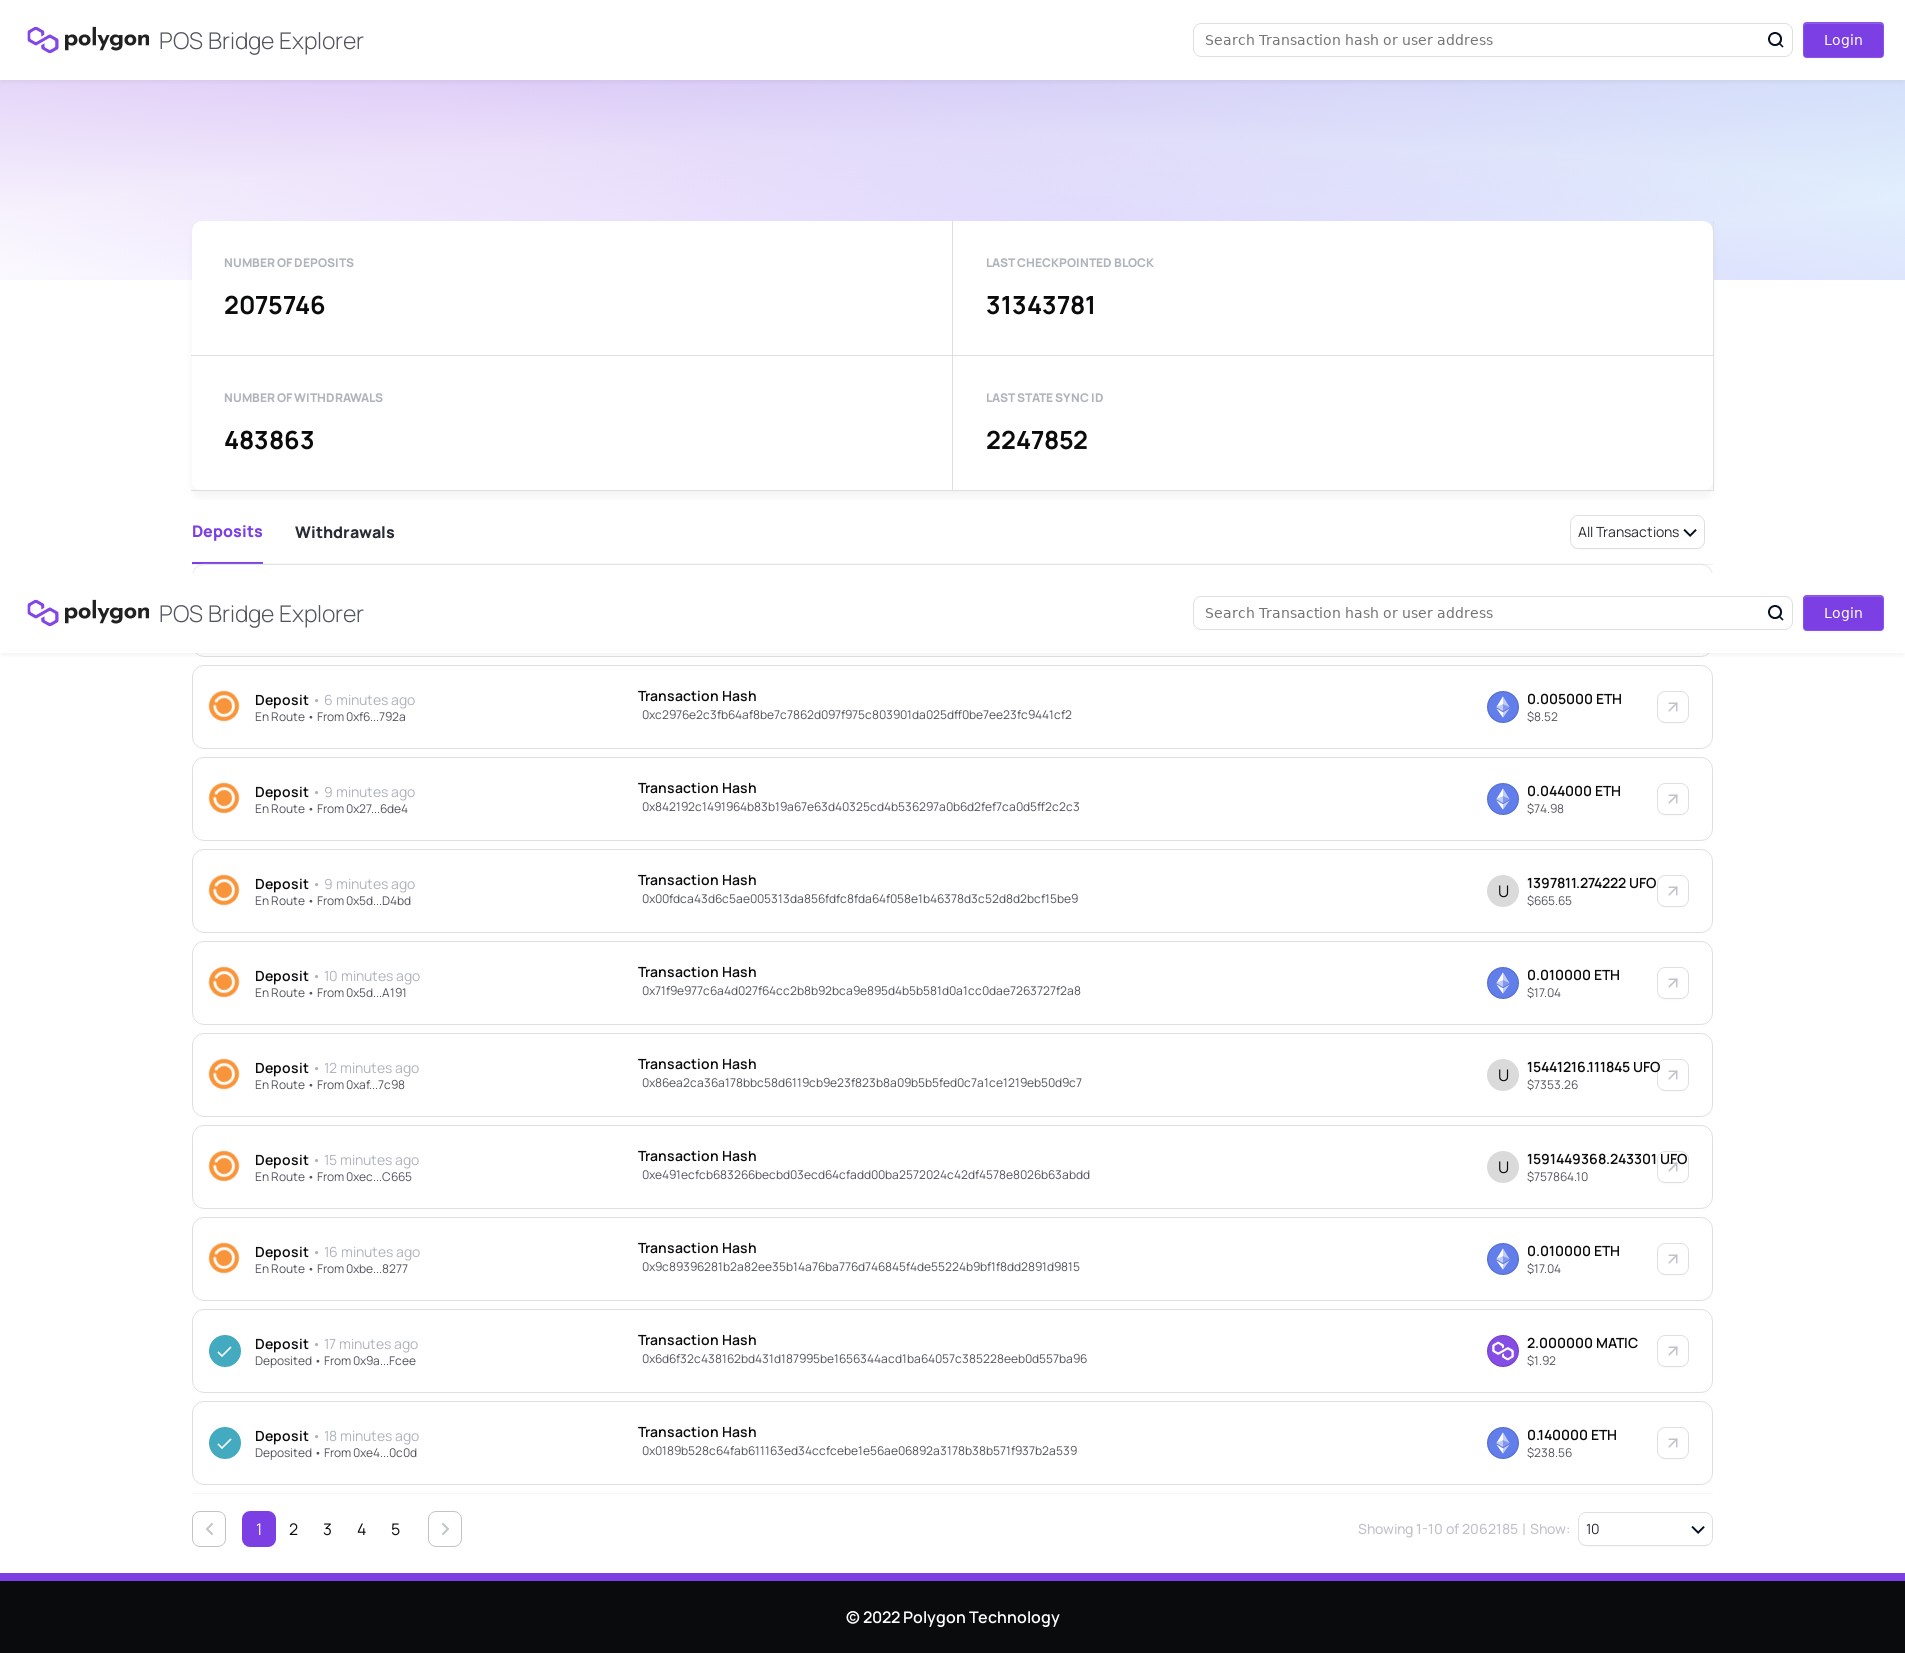 polygon POS Bridge Explorer
Search Transaction hash or user address
Login
NUMBER OF DEPOSITS
2075746
LAST CHECKPOINTED BLOCK
31343781
NUMBER OF WITHDRAWALS
483863
LAST STATE SYNC ID
2247852
Deposits
Withdrawals
All Transactions
polygon POS Bridge Explorer
Search Transaction hash or user address
Login
Deposit • 6 minutes ago
En Route • From 0xf6...792a
Transaction Hash
0xc2976e2c3fb64af8be7c7862d097f975c803901da025dff0be7ee23fc9441cf2
0.005000 ETH
$8.52
Deposit • 9 minutes ago
En Route • From 0x27...6de4
Transaction Hash
0x842192c1491964b83b19a67e63d40325cd4b536297a0b6d2fef7ca0d5ff2c2c3
0.044000 ETH
$74.98
Deposit • 9 minutes ago
En Route • From 0x5d...D4bd
Transaction Hash
0x00fdca43d6c5ae005313da856fdfc8fda64f058e1b46378d3c52d8d2bcf15be9
U
1397811.274222 UFO
$665.65
Deposit • 10 minutes ago
En Route • From 0x5d...A191
Transaction Hash
0x71f9e977c6a4d027f64cc2b8b92bca9e895d4b5b581d0a1cc0dae7263727f2a8
0.010000 ETH
$17.04
Deposit • 12 minutes ago
En Route • From 0xaf...7c98
Transaction Hash
0x86ea2ca36a178bbc58d6119cb9e23f823b8a09b5b5fed0c7a1ce1219eb50d9c7
U
15441216.111845 UFO
$7353.26
Deposit • 15 minutes ago
En Route • From 0xec...C665
Transaction Hash
0xe491ecfcb683266becbd03ecd64cfadd00ba2572024c42df4578e8026b63abdd
U
1591449368.243301 UFO
$757864.10
Deposit • 16 minutes ago
En Route • From 0xbe...8277
Transaction Hash
0x9c89396281b2a82ee35b14a76ba776d746845f4de55224b9bf1f8dd2891d9815
0.010000 ETH
$17.04
Deposit • 17 minutes ago
Deposited • From 0x9a...Fcee
Transaction Hash
0x6d6f32c438162bd431d187995be1656344acd1ba64057c385228eeb0d557ba96
2.000000 MATIC
$1.92
Deposit • 18 minutes ago
Deposited • From 0xe4...0c0d
Transaction Hash
0x0189b528c64fab611163ed34ccfcebe1e56ae06892a3178b38b571f937b2a539
0.140000 ETH
$238.56
1 2 3 4 5
Showing 1-10 of 2062185 | Show: 10
© 2022 Polygon Technology